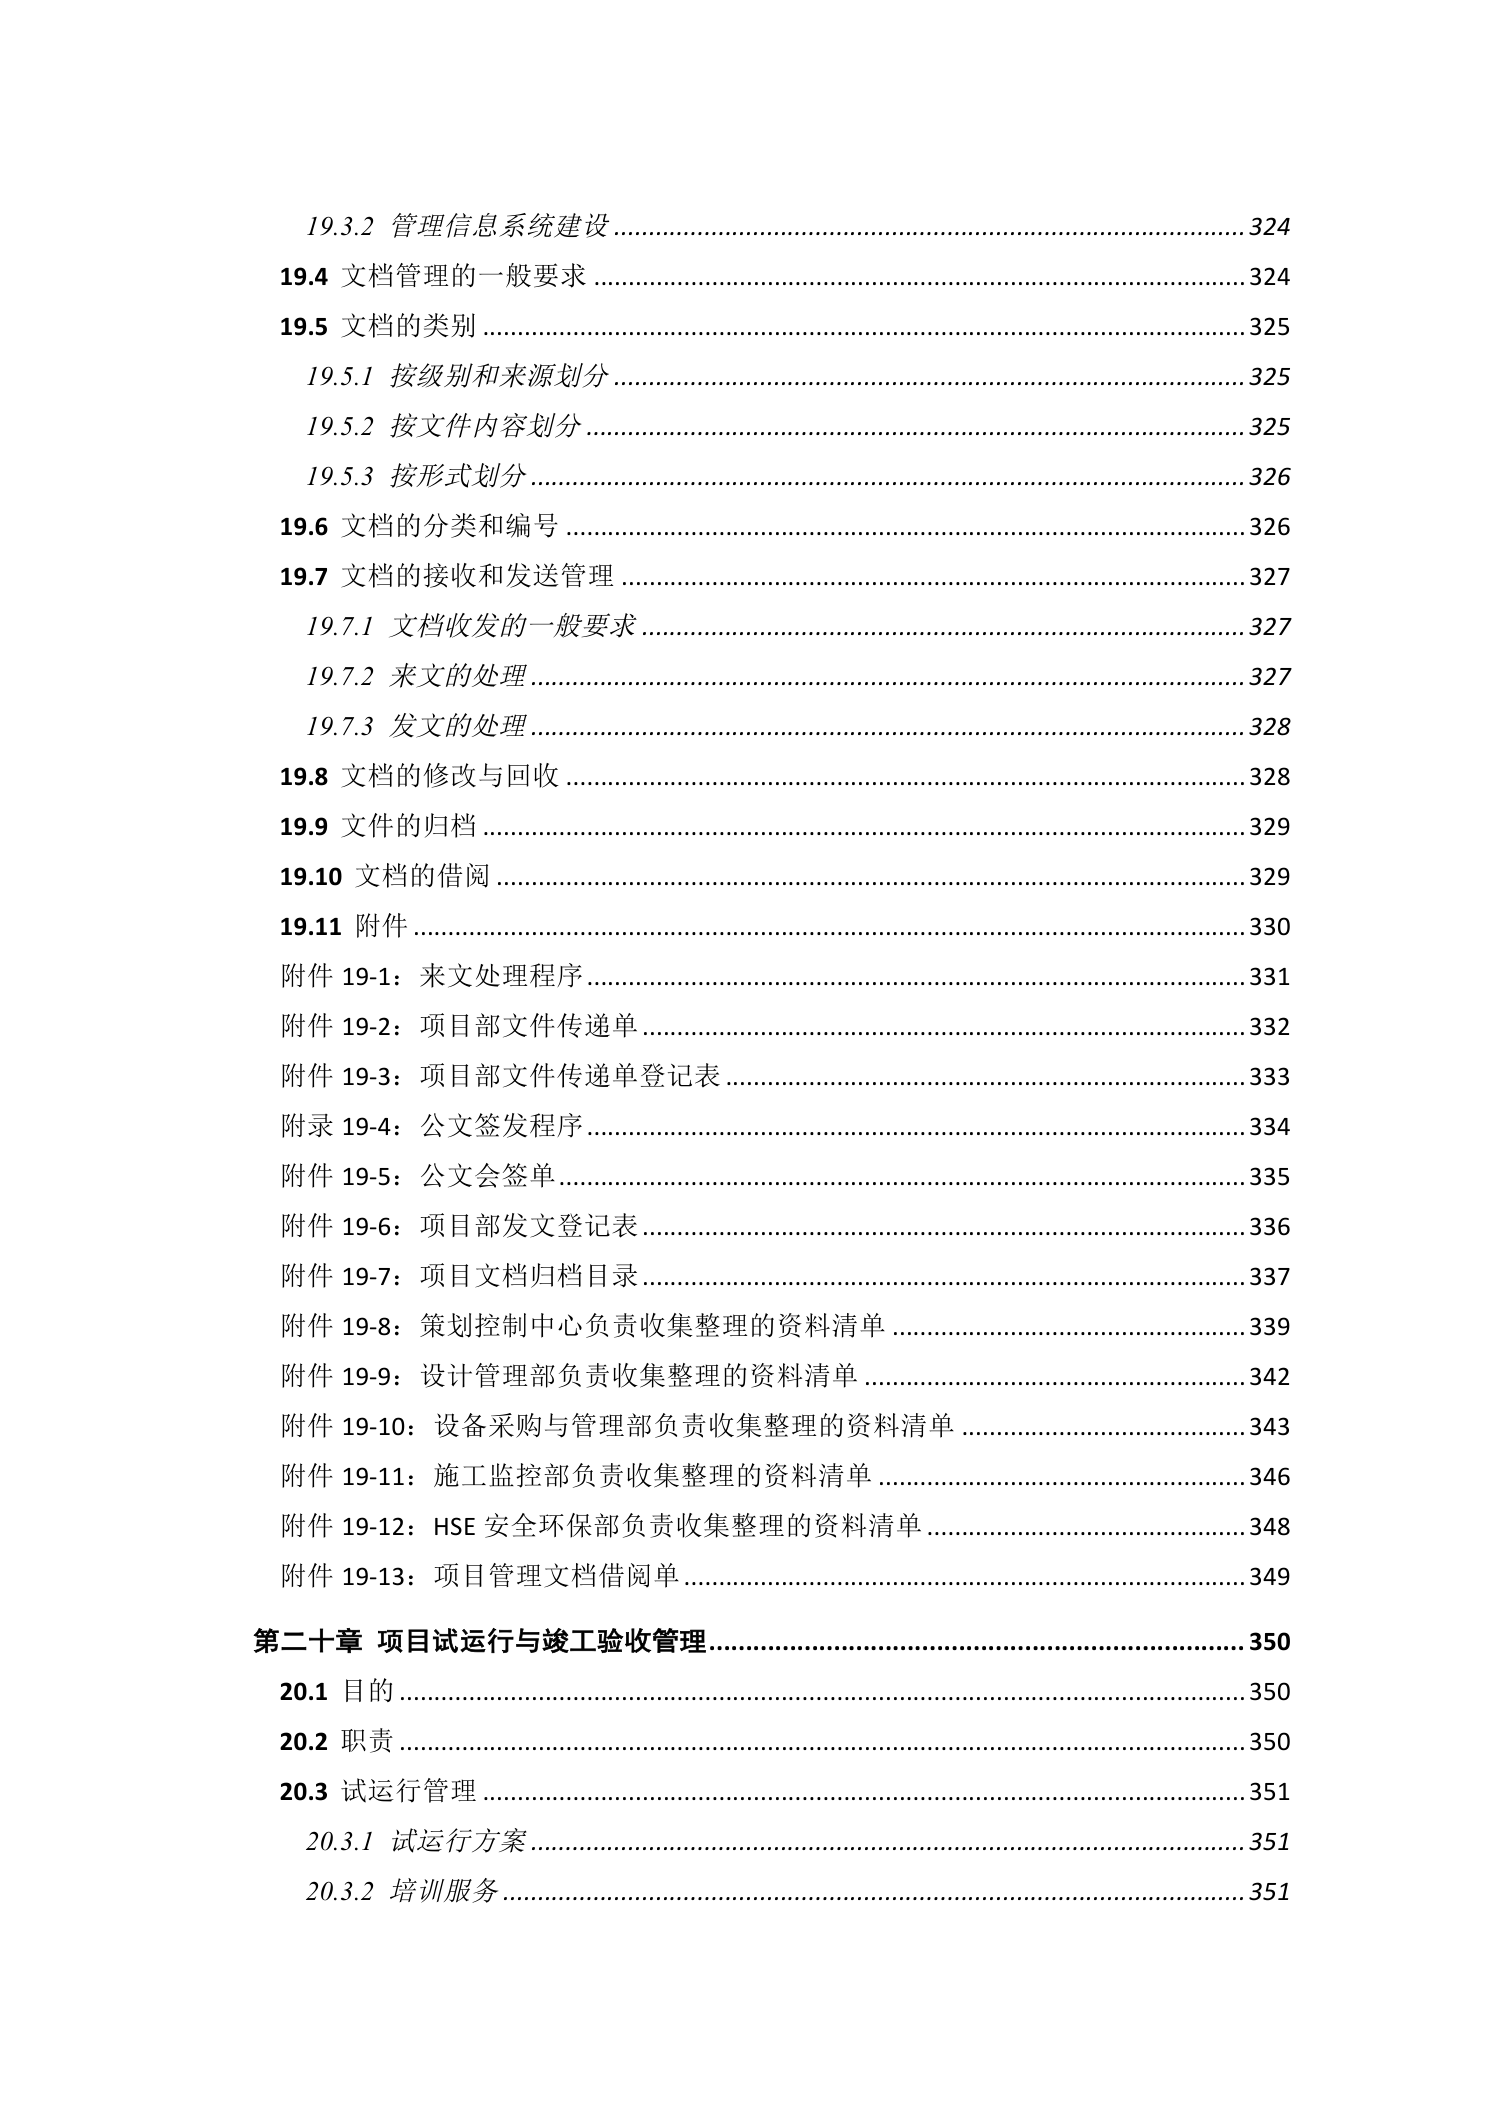 19.3.2 管理信息系统建设........................324
19.4 文档管理的一般要求........................324
19.5 文档的类别........................325
19.5.1 按级别和来源划分........................325
19.5.2 按文件内容划分........................325
19.5.3 按形式划分........................326
19.6 文档的分类和编号........................326
19.7 文档的接收和发送管理........................327
19.7.1 文档收发的一般要求........................327
19.7.2 来文的处理........................327
19.7.3 发文的处理........................328
19.8 文档的修改与回收........................328
19.9 文件的归档........................329
19.10 文档的借阅........................329
19.11 附件........................330
附件 19-1：来文处理程序........................331
附件 19-2：项目部文件传递单........................332
附件 19-3：项目部文件传递单登记表........................333
附录 19-4：公文签发程序........................334
附件 19-5：公文会签单........................335
附件 19-6：项目部发文登记表........................336
附件 19-7：项目文档归档目录........................337
附件 19-8：策划控制中心负责收集整理的资料清单........................339
附件 19-9：设计管理部负责收集整理的资料清单........................342
附件 19-10：设备采购与管理部负责收集整理的资料清单........................343
附件 19-11：施工监控部负责收集整理的资料清单........................346
附件 19-12：HSE 安全环保部负责收集整理的资料清单........................348
附件 19-13：项目管理文档借阅单........................349
第二十章 项目试运行与竣工验收管理........................350
20.1 目的........................350
20.2 职责........................350
20.3 试运行管理........................351
20.3.1 试运行方案........................351
20.3.2 培训服务........................351